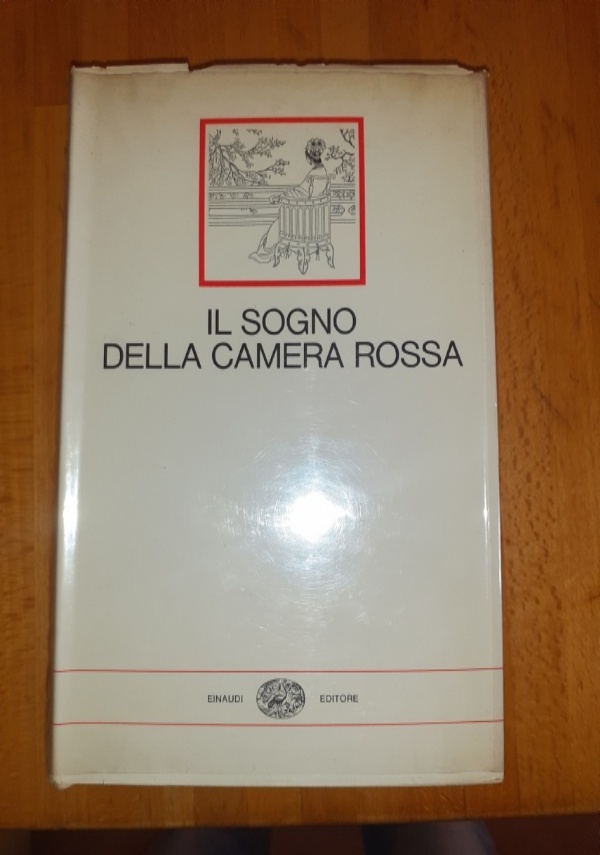 IL SOGNO
DELLA CAMERA ROSSA
EINAUDI EDITORE